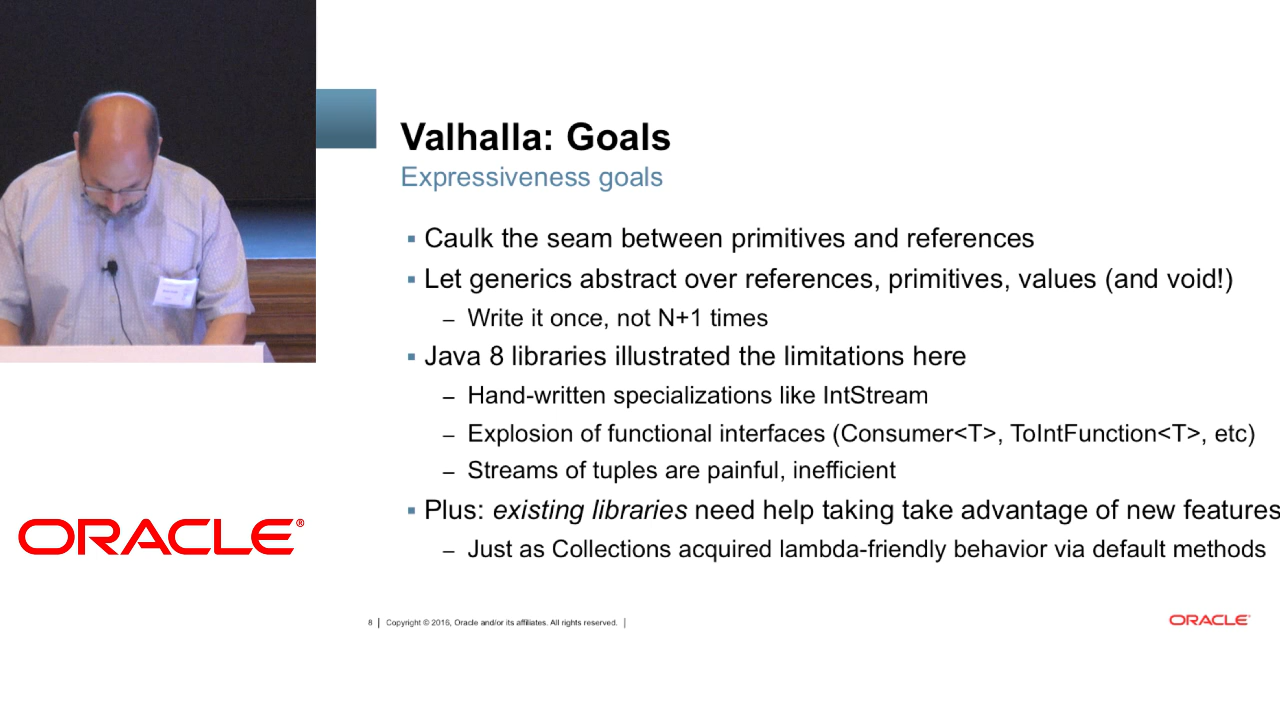 Valhalla: Goals
Expressiveness goals
▪ Caulk the seam between primitives and references
▪ Let generics abstract over references, primitives, values (and void!)
– Write it once, not N+1 times
▪ Java 8 libraries illustrated the limitations here
– Hand-written specializations like IntStream
– Explosion of functional interfaces (Consumer<T>, ToIntFunction<T>, etc)
– Streams of tuples are painful, inefficient
▪ Plus: existing libraries need help taking take advantage of new features
– Just as Collections acquired lambda-friendly behavior via default methods
ORACLE®
8 | Copyright © 2016, Oracle and/or its affiliates. All rights reserved. |
ORACLE®